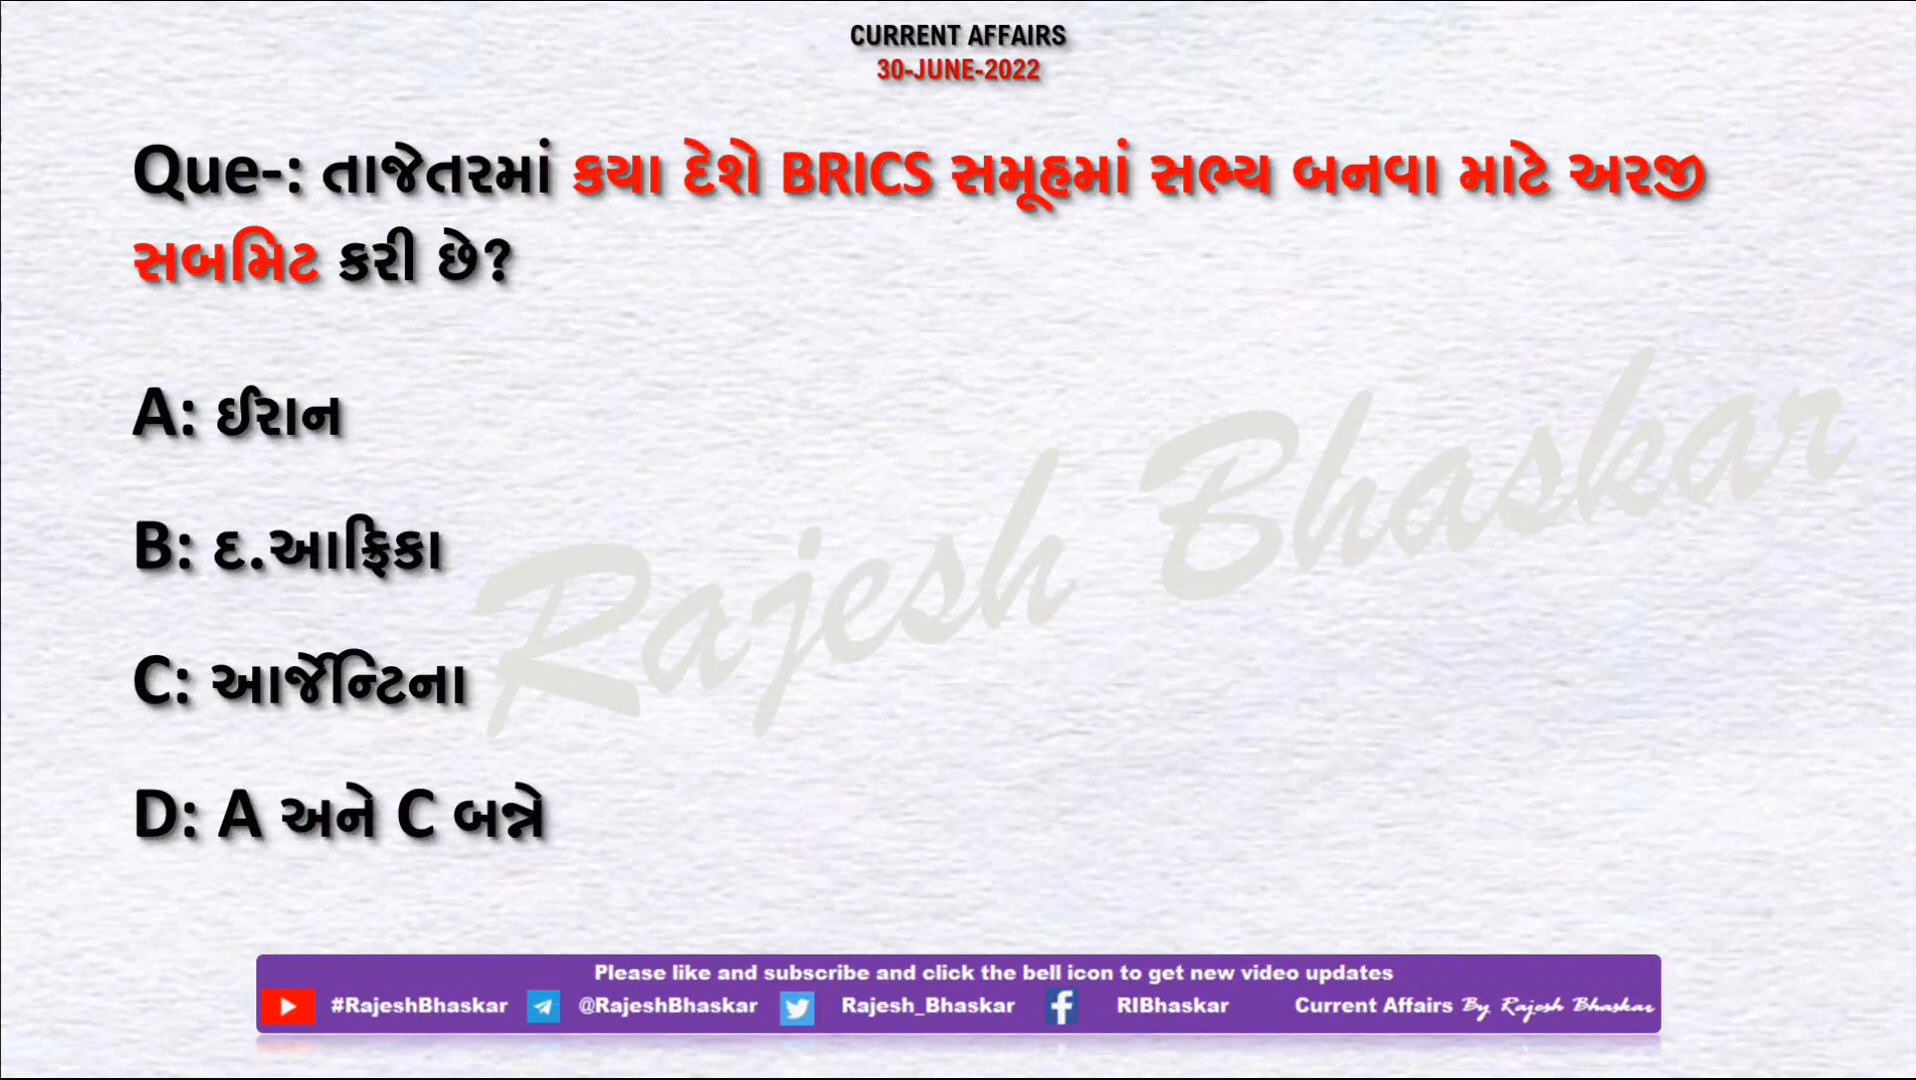 CURRENT AFFAIRS
30-JUNE-2022
Que-: તાજેતરમાં ક્યા દેશે BRICS સમૂહમાં સભ્ય બનવા માટે અરજી
સબમિટ કરી છે?
A: ઈરાન
B: દ.આફ્રિકા
C: આર્જેન્ટિના
D: A અને C બન્ને
Rajesh Bhaskar
Please like and subscribe and click the bell icon to get new video updates
#RajeshBhaskar @RajeshBhaskar Rajesh_Bhaskar RIBhaskar Current Affairs By Rajesh Bhaskar